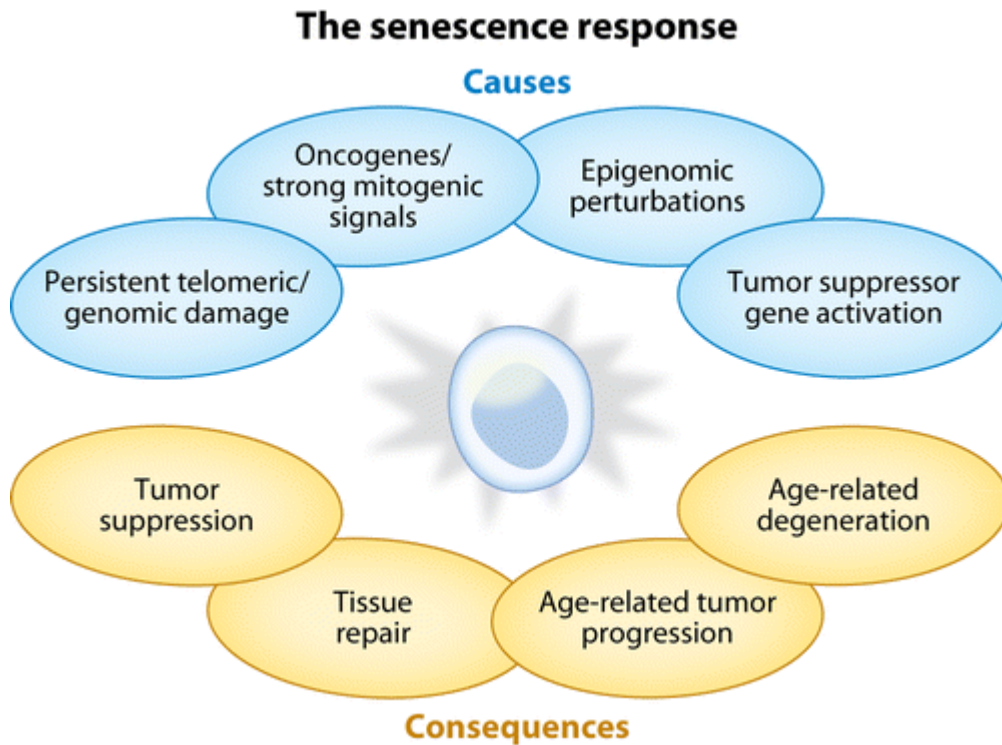 The senescence response
Causes
Oncogenes/
strong mitogenic
signals
Epigenomic
perturbations
Persistent telomeric/
genomic damage
Tumor suppressor
gene activation
Tumor
suppression
Age-related
degeneration
Tissue
repair
Age-related tumor
progression
Consequences